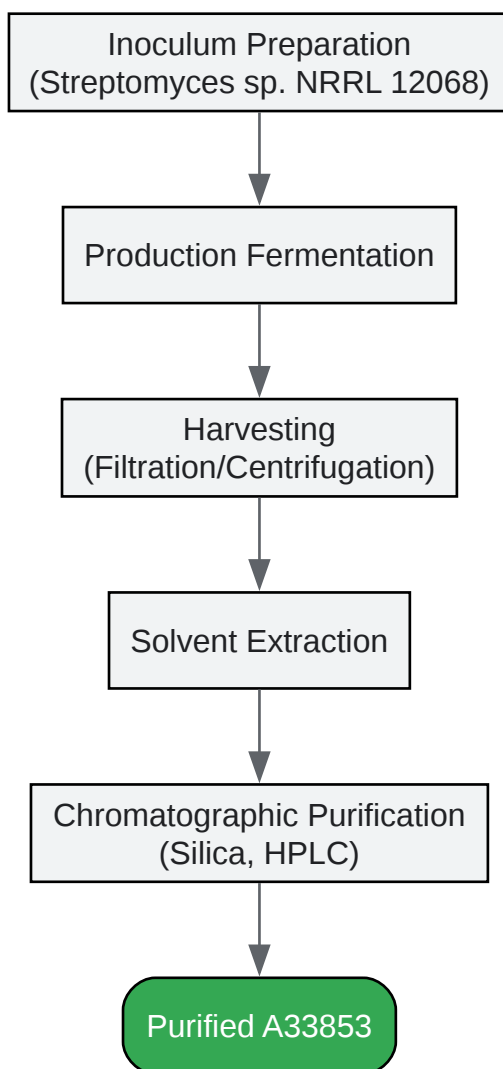 Inoculum Preparation
(Streptomyces sp. NRRL 12068)
Production Fermentation
Harvesting
(Filtration/Centrifugation)
Solvent Extraction
Chromatographic Purification
(Silica, HPLC)
Purified A33853